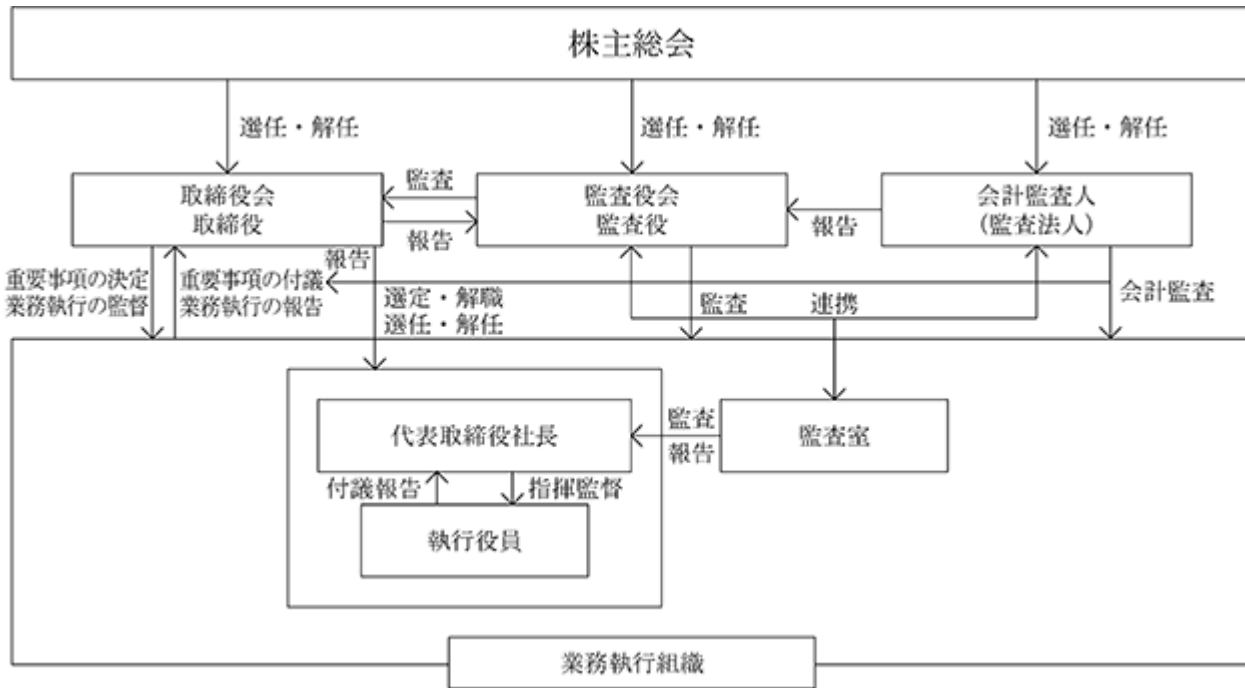 株主総会
選任・解任
選任・解任
選任・解任
取締役会
取締役
監査
報告
監査役会
監査役
報告
会計監査人
(監査法人)
重要事項の決定
業務執行の監督
重要事項の付議
業務執行の報告
報告
選定・解職
選任・解任
監査
連携
会計監査
代表取締役社長
監査
報告
監査室
付議報告
指揮監督
執行役員
業務執行組織